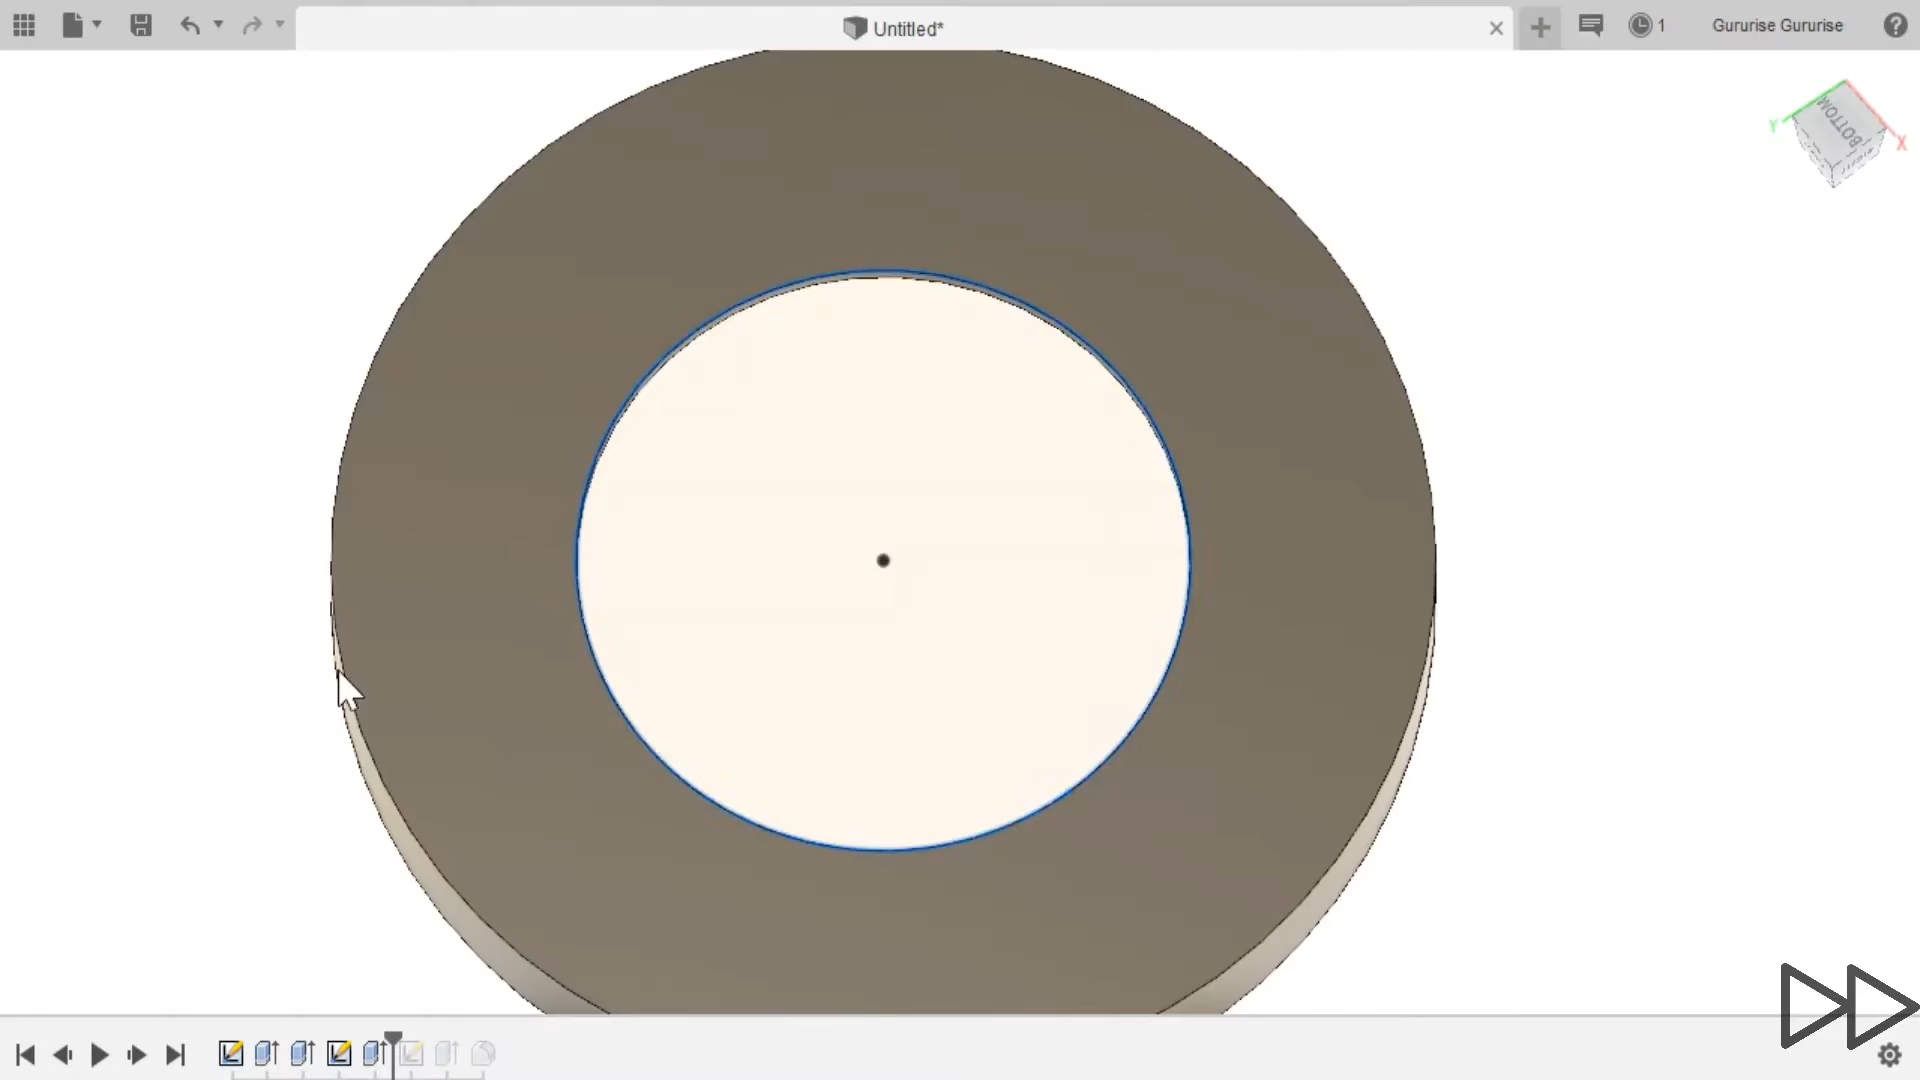 Untitled*
1
Gururise Gururise
BOTTOM
Y
X